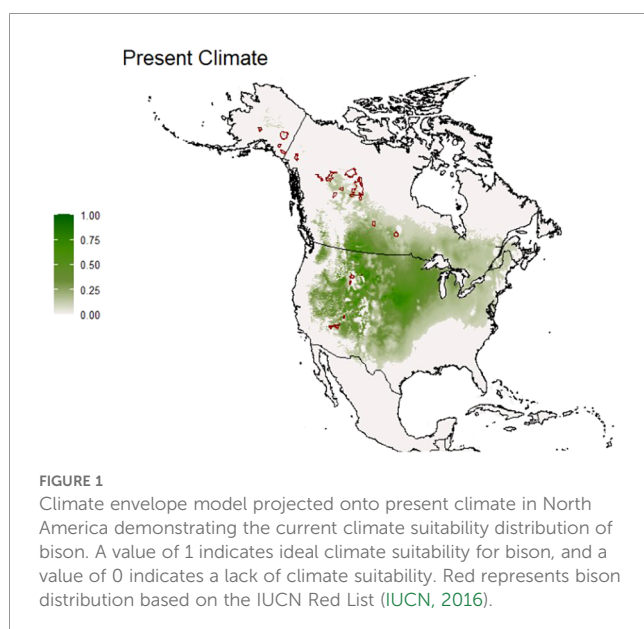 Present Climate
1.00
0.75
0.50
0.25
0.00
FIGURE 1
Climate envelope model projected onto present climate in North
America demonstrating the current climate suitability distribution of
bison. A value of 1 indicates ideal climate suitability for bison, and a
value of 0 indicates a lack of climate suitability. Red represents bison
distribution based on the IUCN Red List (IUCN, 2016).